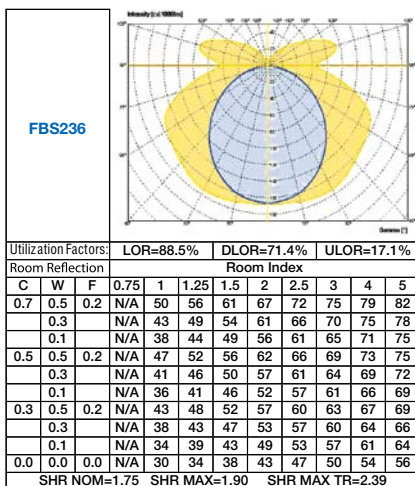 Intensity [cd/1000lm]
FBS236
Gamma [°]
Utilization Factors: LOR=88.5% DLOR=71.4% ULOR=17.1%
Room Reflection Room Index
C W F 0.75 1 1.25 1.5 2 2.5 3 4 5
0.7 0.5 0.2 N/A 50 56 61 67 72 75 79 82
0.3 N/A 43 49 54 61 66 70 75 78
0.1 N/A 38 44 49 56 61 65 71 75
0.5 0.5 0.2 N/A 47 52 56 62 66 69 73 75
0.3 N/A 41 46 50 57 61 64 69 72
0.1 N/A 36 41 46 52 57 61 66 69
0.3 0.5 0.2 N/A 43 48 52 57 60 63 67 69
0.3 N/A 38 43 47 53 57 60 64 66
0.1 N/A 34 39 43 49 53 57 61 64
0.0 0.0 0.0 N/A 30 34 38 43 47 50 54 56
SHR NOM=1.75 SHR MAX=1.90 SHR MAX TR=2.39